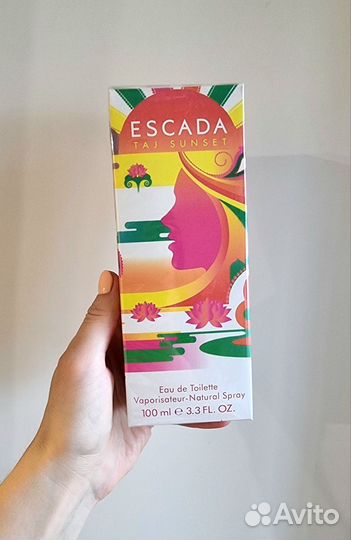 ESCADA
TAJ SUNSET
Eau de Toilette
Vaporisateur-Natural Spray
100 ml e 3.3 FL. OZ.
Avito